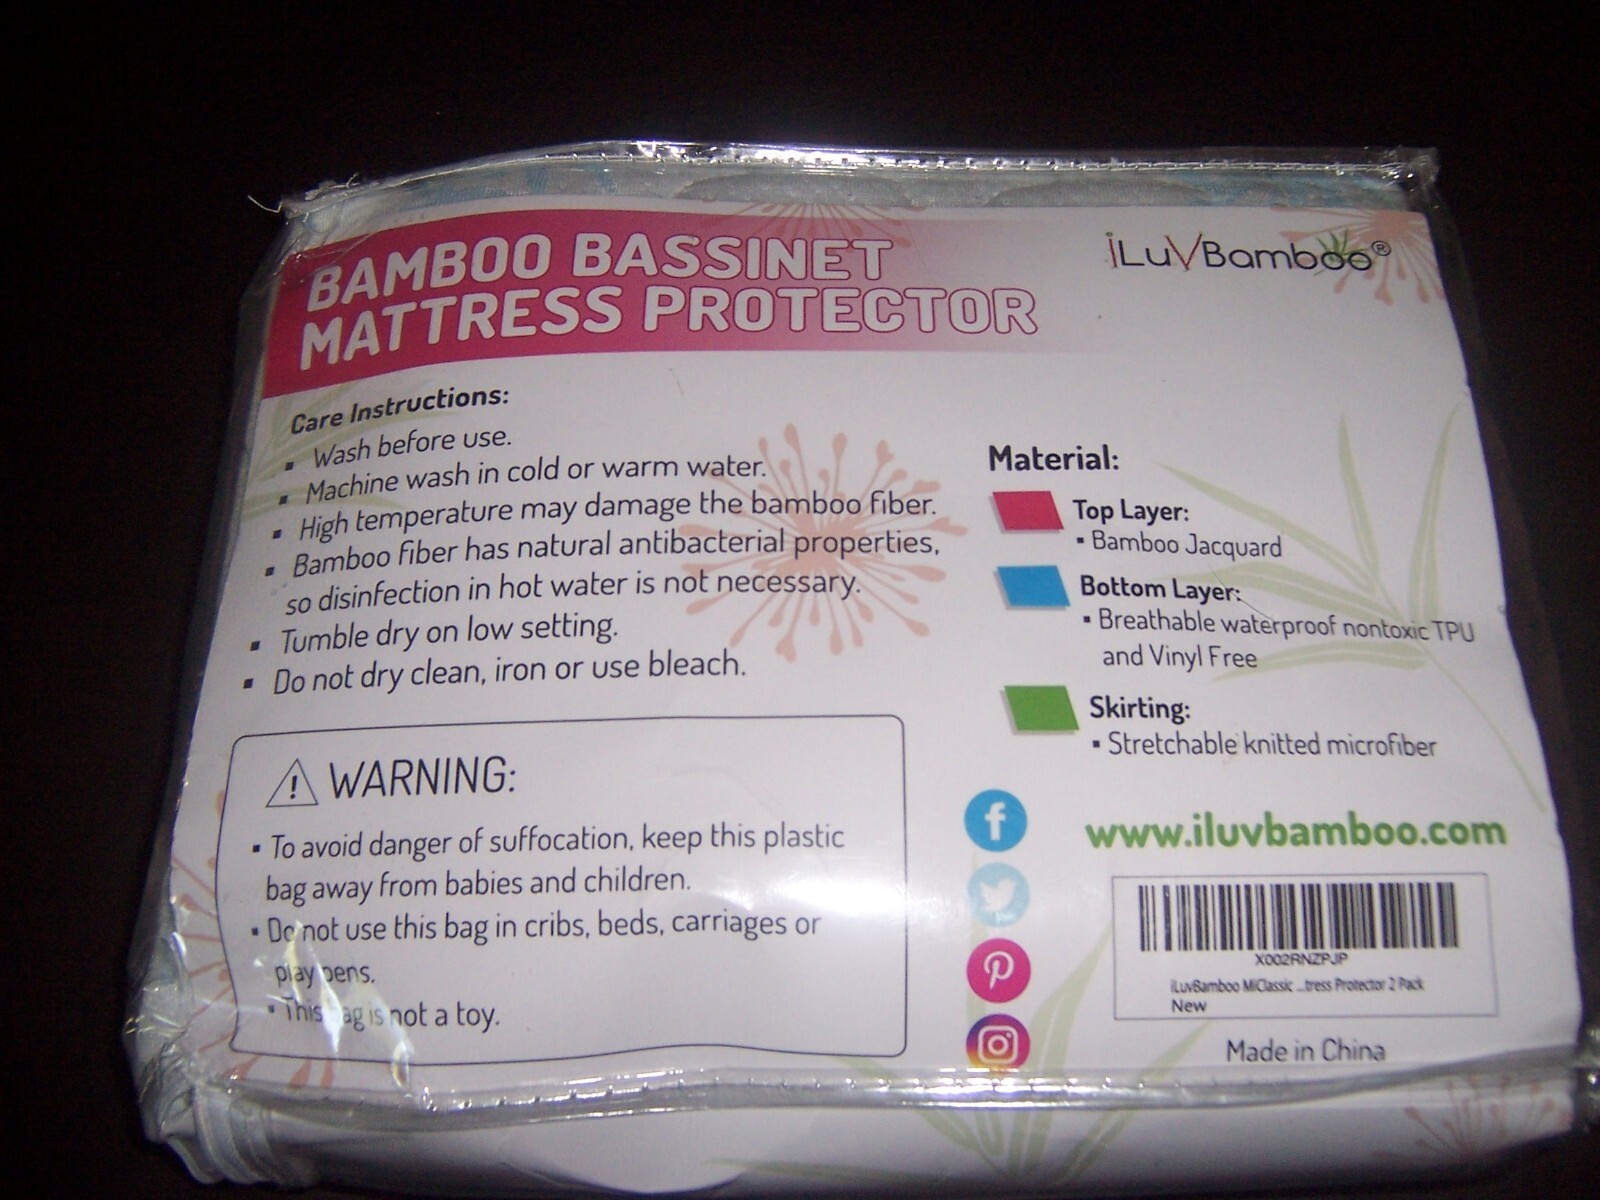 BAMBOO BASSINET
MATTRESS PROTECTOR
iLuVBamboo®
Care Instructions:
▪ Wash before use.
▪ Machine wash in cold or warm water.
▪ High temperature may damage the bamboo fiber.
▪ Bamboo fiber has natural antibacterial properties,
so disinfection in hot water is not necessary.
▪ Tumble dry on low setting.
▪ Do not dry clean, iron or use bleach.
WARNING:
▪ To avoid danger of suffocation, keep this plastic
bag away from babies and children.
▪ Do not use this bag in cribs, beds, carriages or
play pens.
▪ This bag is not a toy.
Material:
Top Layer:
▪ Bamboo Jacquard
Bottom Layer:
▪ Breathable waterproof nontoxic TPU
and Vinyl Free
Skirting:
▪ Stretchable knitted microfiber
www.iluvbamboo.com
X002RNZPJP
iLuvBamboo MiClassic ...tress Protector 2 Pack
New
Made in China